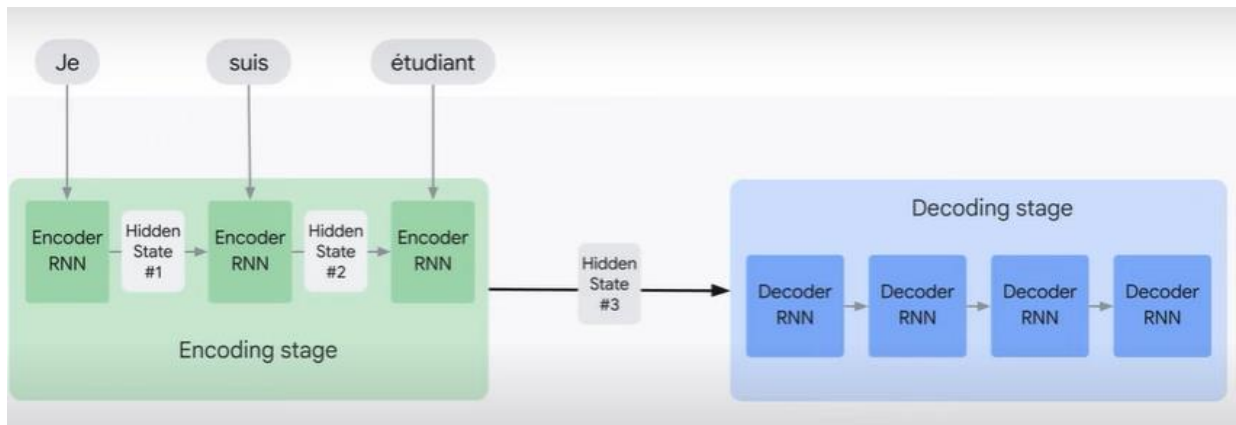 Je
suis
étudiant
Encoder
RNN
Hidden
State
#1
Encoder
RNN
Hidden
State
#2
Encoder
RNN
Encoding stage
Hidden
State
#3
Decoding stage
Decoder
RNN
Decoder
RNN
Decoder
RNN
Decoder
RNN